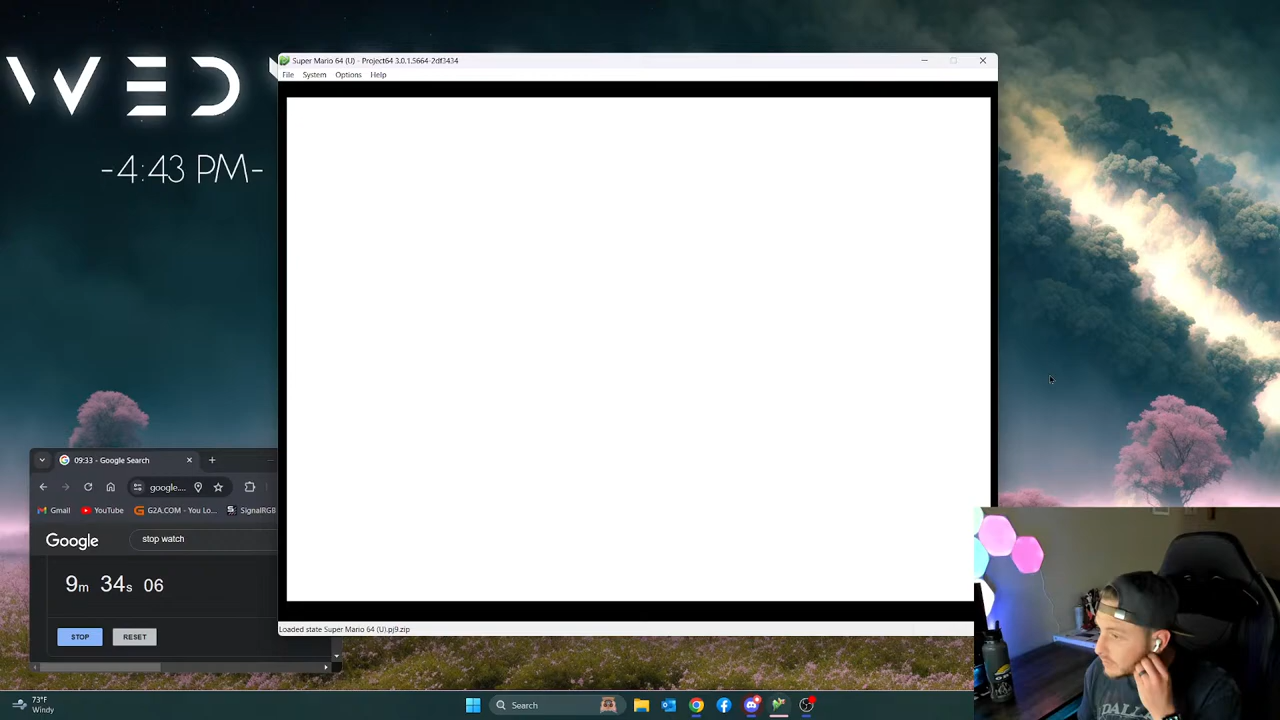 WED
-4:43 PM-
Super Mario 64 (U) - Project64 3.0.1.5664-2df3434
File System Options Help
09:33 - Google Search
google....
Gmail YouTube G2A.COM - You Lo... SignalRGB
Google stop watch
9m 34s 06
STOP RESET
Loaded state Super Mario 64 (U).pj9.zip
DALL
73°F
Windy
Search